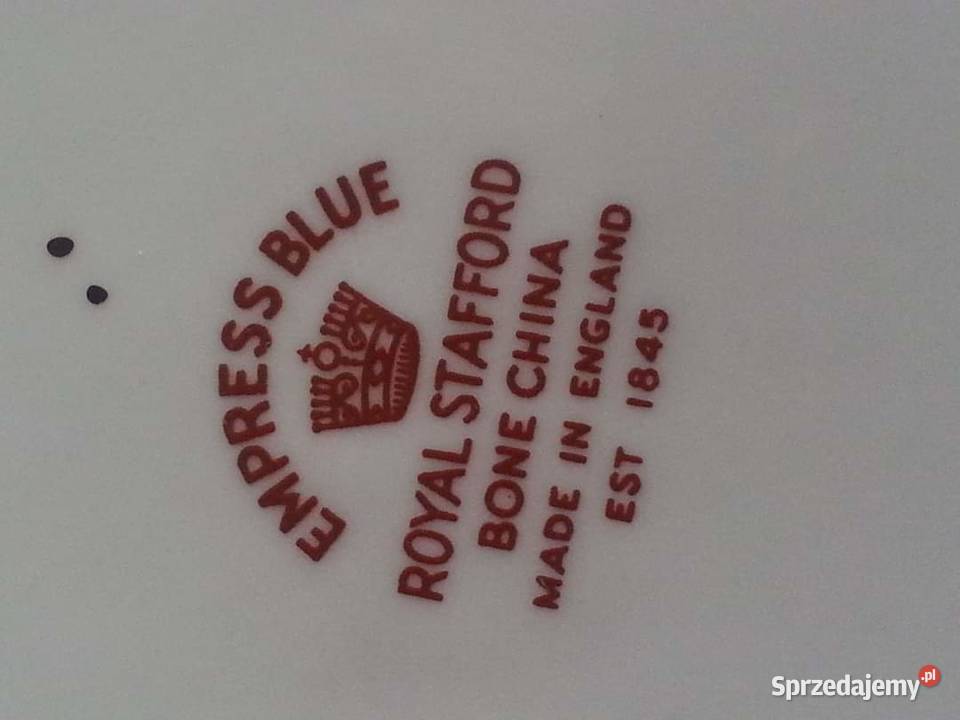 EMPRESS BLUE
ROYAL STAFFORD
BONE CHINA
MADE IN ENGLAND
EST 1845
Sprzedajemy.pl